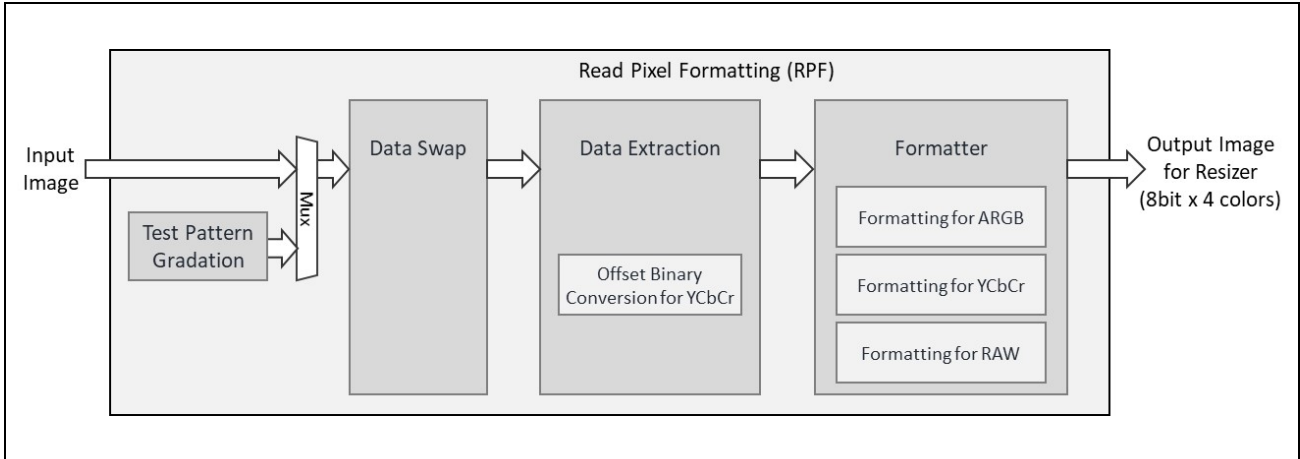 Read Pixel Formatting (RPF)
Input
Image
Mux
Test Pattern
Gradation
Data Swap
Data Extraction
Offset Binary
Conversion for YCbCr
Formatter
Formatting for ARGB
Formatting for YCbCr
Formatting for RAW
Output Image
for Resizer
(8bit x 4 colors)